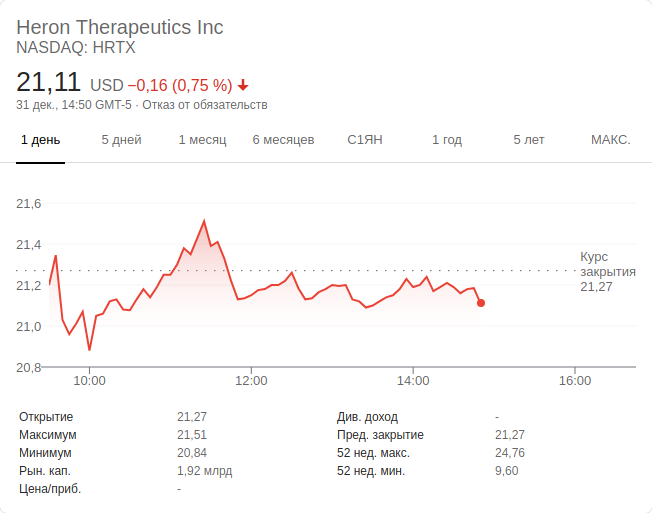 Heron Therapeutics Inc
NASDAQ: HRTX
21,11 USD −0,16 (0,75 %)
31 дек., 14:50 GMT-5 · Отказ от обязательств
1 день 5 дней 1 месяц 6 месяцев С1ЯН 1 год 5 лет МАКС.
21,6
21,4
Курс
закрытия
21,27
21,2
21,0
20,8
10:00 12:00 14:00 16:00
Открытие 21,27 Див. доход -
Максимум 21,51 Пред. закрытие 21,27
Минимум 20,84 52 нед. макс. 24,76
Рын. кап. 1,92 млрд 52 нед. мин. 9,60
Цена/приб. -